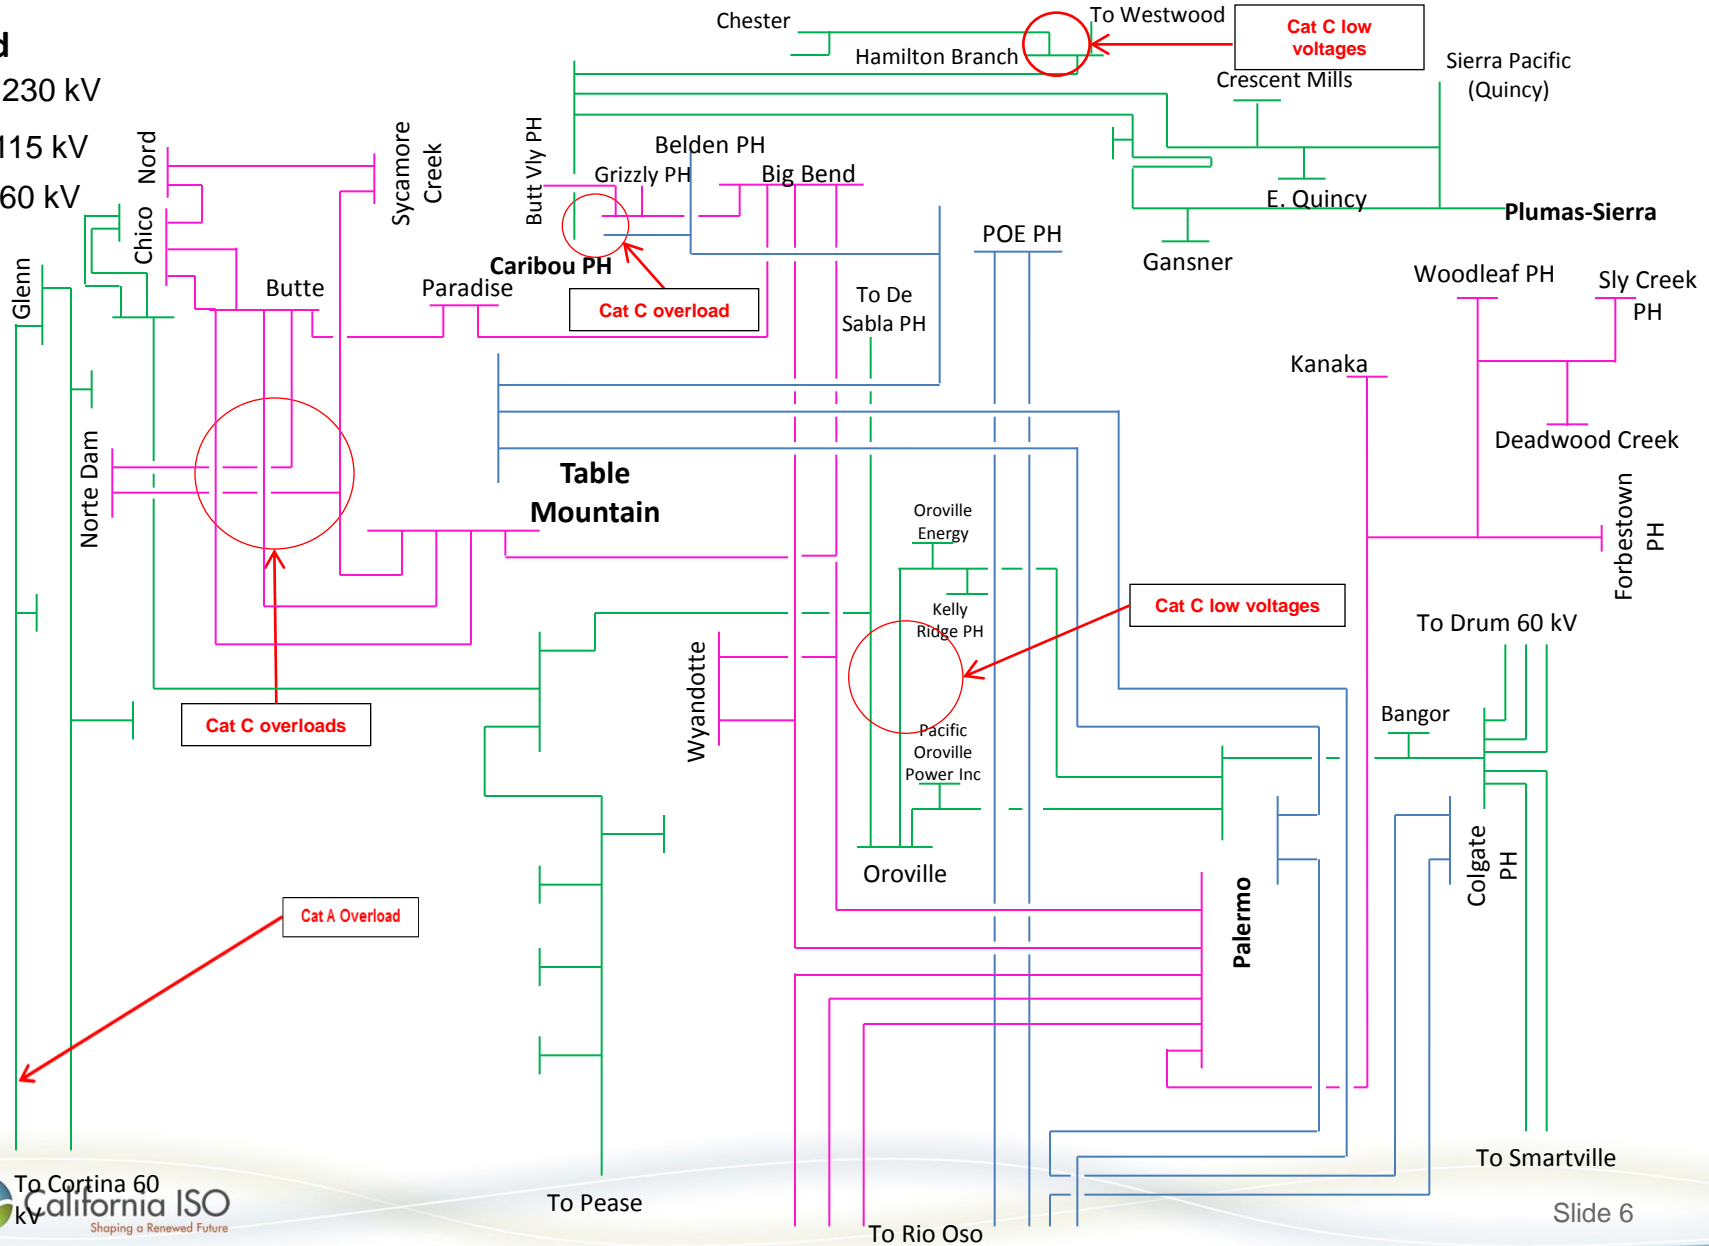 d
230 kV
115 kV
60 kV
Chester
To Westwood
Hamilton Branch
Cat C low
voltages
Crescent Mills
Sierra Pacific
(Quincy)
Nord
Sycamore
Creek
Butt Vly PH
Belden PH
Grizzly PH
Big Bend
E. Quincy
Plumas-Sierra
Chico
POE PH
Gansner
Caribou PH
Glenn
Butte
Paradise
Cat C overload
To De
Sabla PH
Woodleaf PH
Sly Creek
PH
Kanaka
Deadwood Creek
Norte Dam
Table
Mountain
Oroville
Energy
Forbestown
PH
Kelly
Ridge PH
Cat C low voltages
To Drum 60 kV
Wyandotte
Cat C overloads
Pacific
Oroville
Power Inc
Bangor
Oroville
Colgate
PH
Palermo
Cat A Overload
To Cortina 60
kV
California ISO
Shaping a Renewed Future
To Pease
To Rio Oso
To Smartville
Slide 6